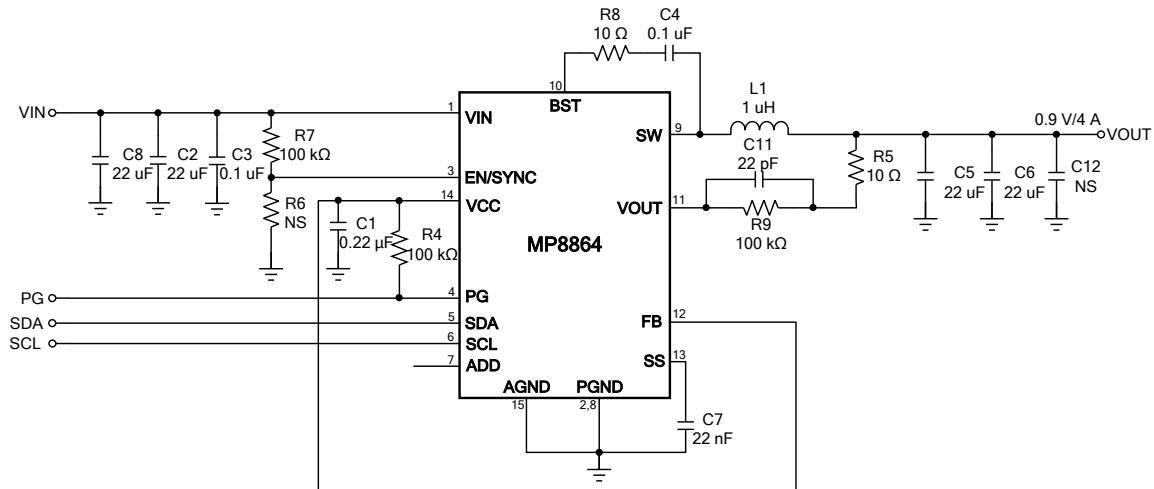 R8
10 Ω
C4
0.1 uF
10
BST
L1
1 uH
VIN
1
VIN
SW
9
0.9 V/4 A
VOUT
C8
22 uF
C2
22 uF
C3
0.1 uF
R7
100 kΩ
C11
22 pF
R5
10 Ω
C5
22 uF
C6
22 uF
C12
NS
3
EN/SYNC
R6
NS
14
VCC
VOUT
11
R9
100 kΩ
C1
0.22 µF
R4
100 kΩ
MP8864
PG
4
PG
SDA
5
SDA
FB
12
SCL
6
SCL
7
ADD
SS
13
AGND
PGND
15
2,8
C7
22 nF